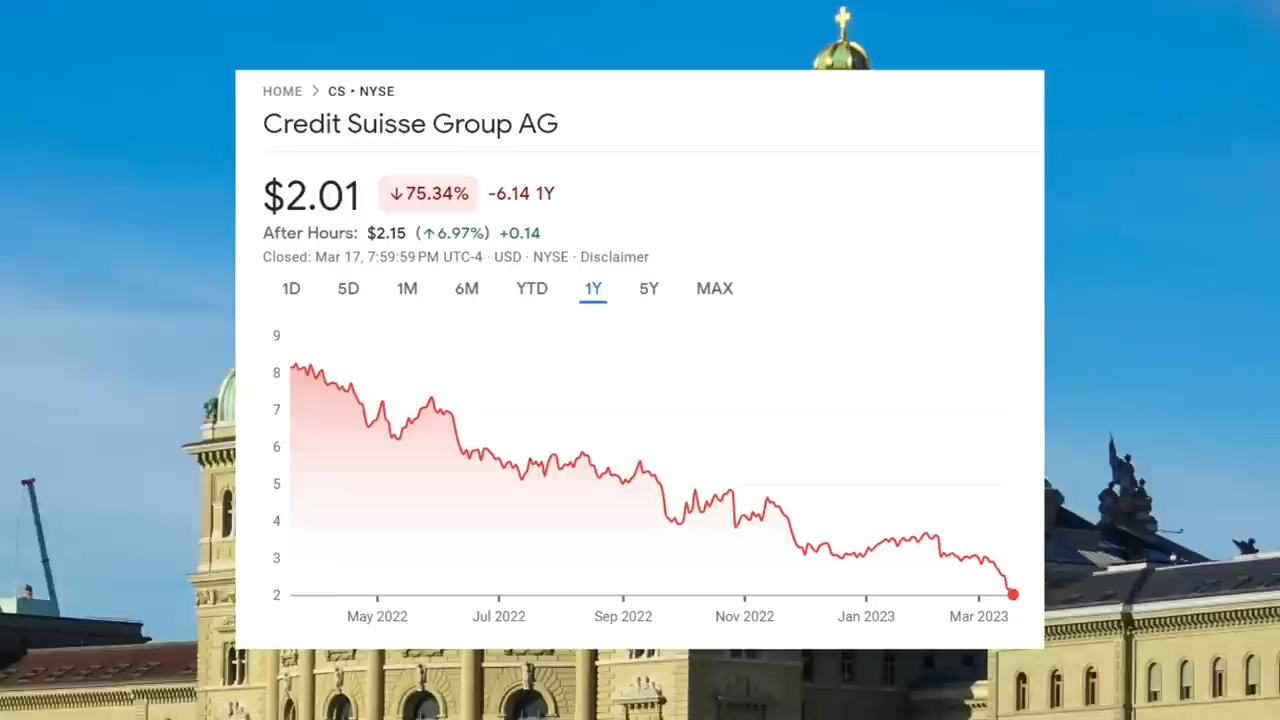 HOME > CS • NYSE
Credit Suisse Group AG
$2.01 ↓75.34% -6.14 1Y
After Hours: $2.15 (↑6.97%) +0.14
Closed: Mar 17, 7:59:59 PM UTC-4 · USD · NYSE · Disclaimer
1D 5D 1M 6M YTD 1Y 5Y MAX
9
8
7
6
5
4
3
2
May 2022 Jul 2022 Sep 2022 Nov 2022 Jan 2023 Mar 2023